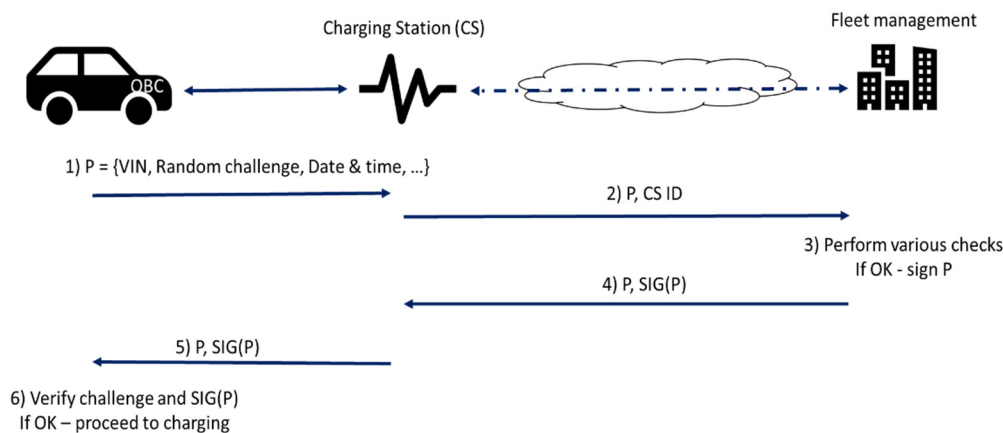 Charging Station (CS)
Fleet management
OBC
1) P = {VIN, Random challenge, Date & time, ...}
2) P, CS ID
3) Perform various checks
If OK - sign P
4) P, SIG(P)
5) P, SIG(P)
6) Verify challenge and SIG(P)
If OK – proceed to charging